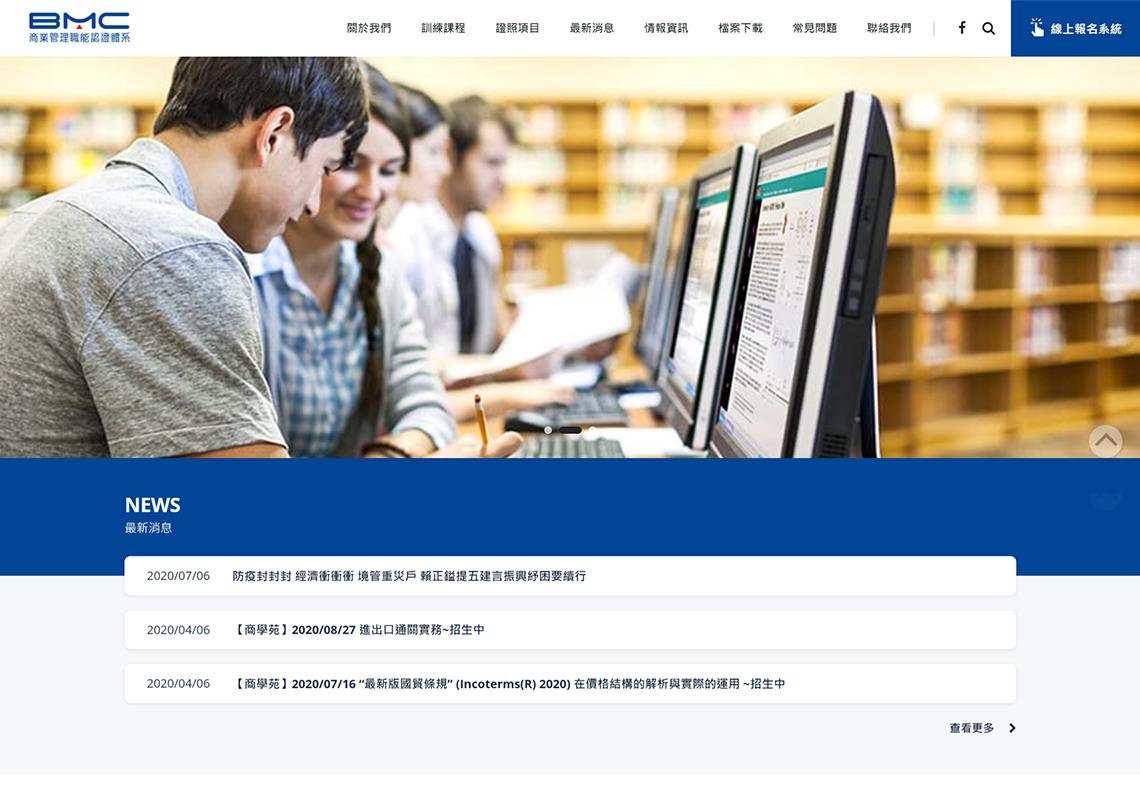 BMC
商業管理職能認證體系
關於我們 訓練課程 證照項目 最新消息 情報資訊 檔案下載 常見問題 聯絡我們
線上報名系統
NEWS
最新消息
2020/07/06 防疫封封封 經濟衝衝衝 境管重災戶 賴正鎰提五建言振興紓困要續行
2020/04/06 【商學苑】2020/08/27 進出口通關實務~招生中
2020/04/06 【商學苑】2020/07/16 “最新版國貿條規” (Incoterms(R) 2020) 在價格結構的解析與實際的運用 ~招生中
查看更多